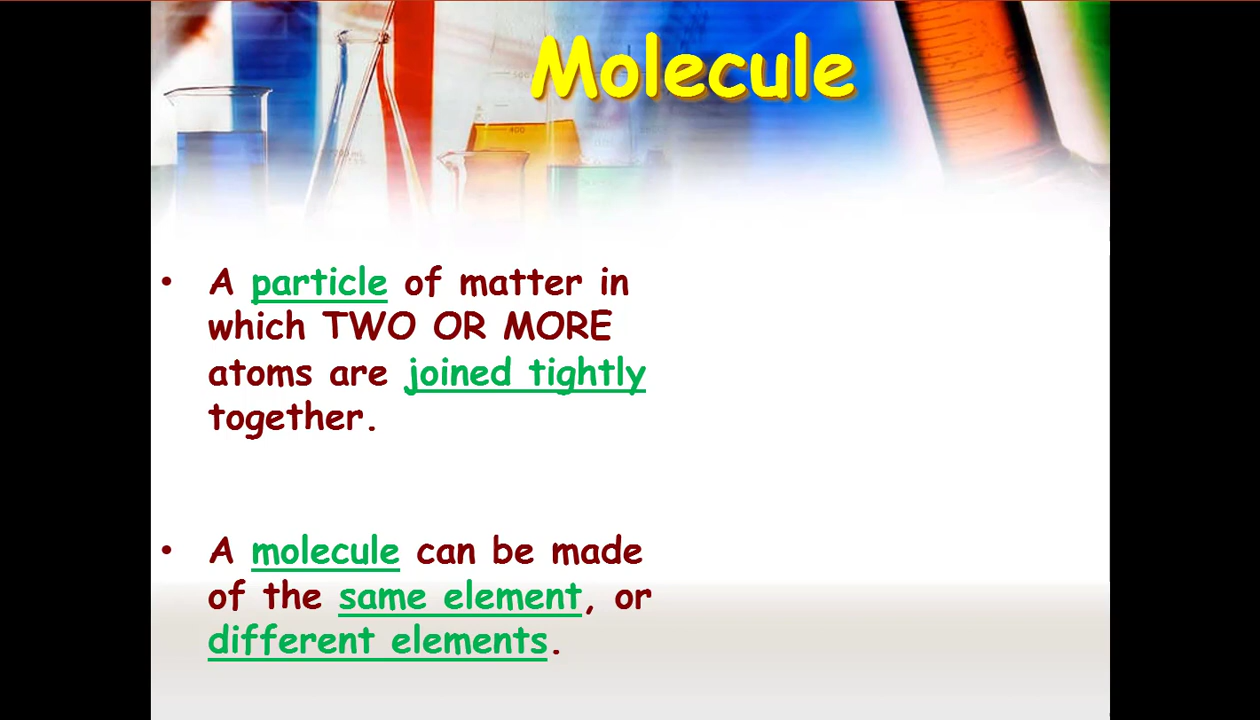 Molecule
• A particle of matter in
which TWO OR MORE
atoms are joined tightly
together.
• A molecule can be made
of the same element, or
different elements.
400